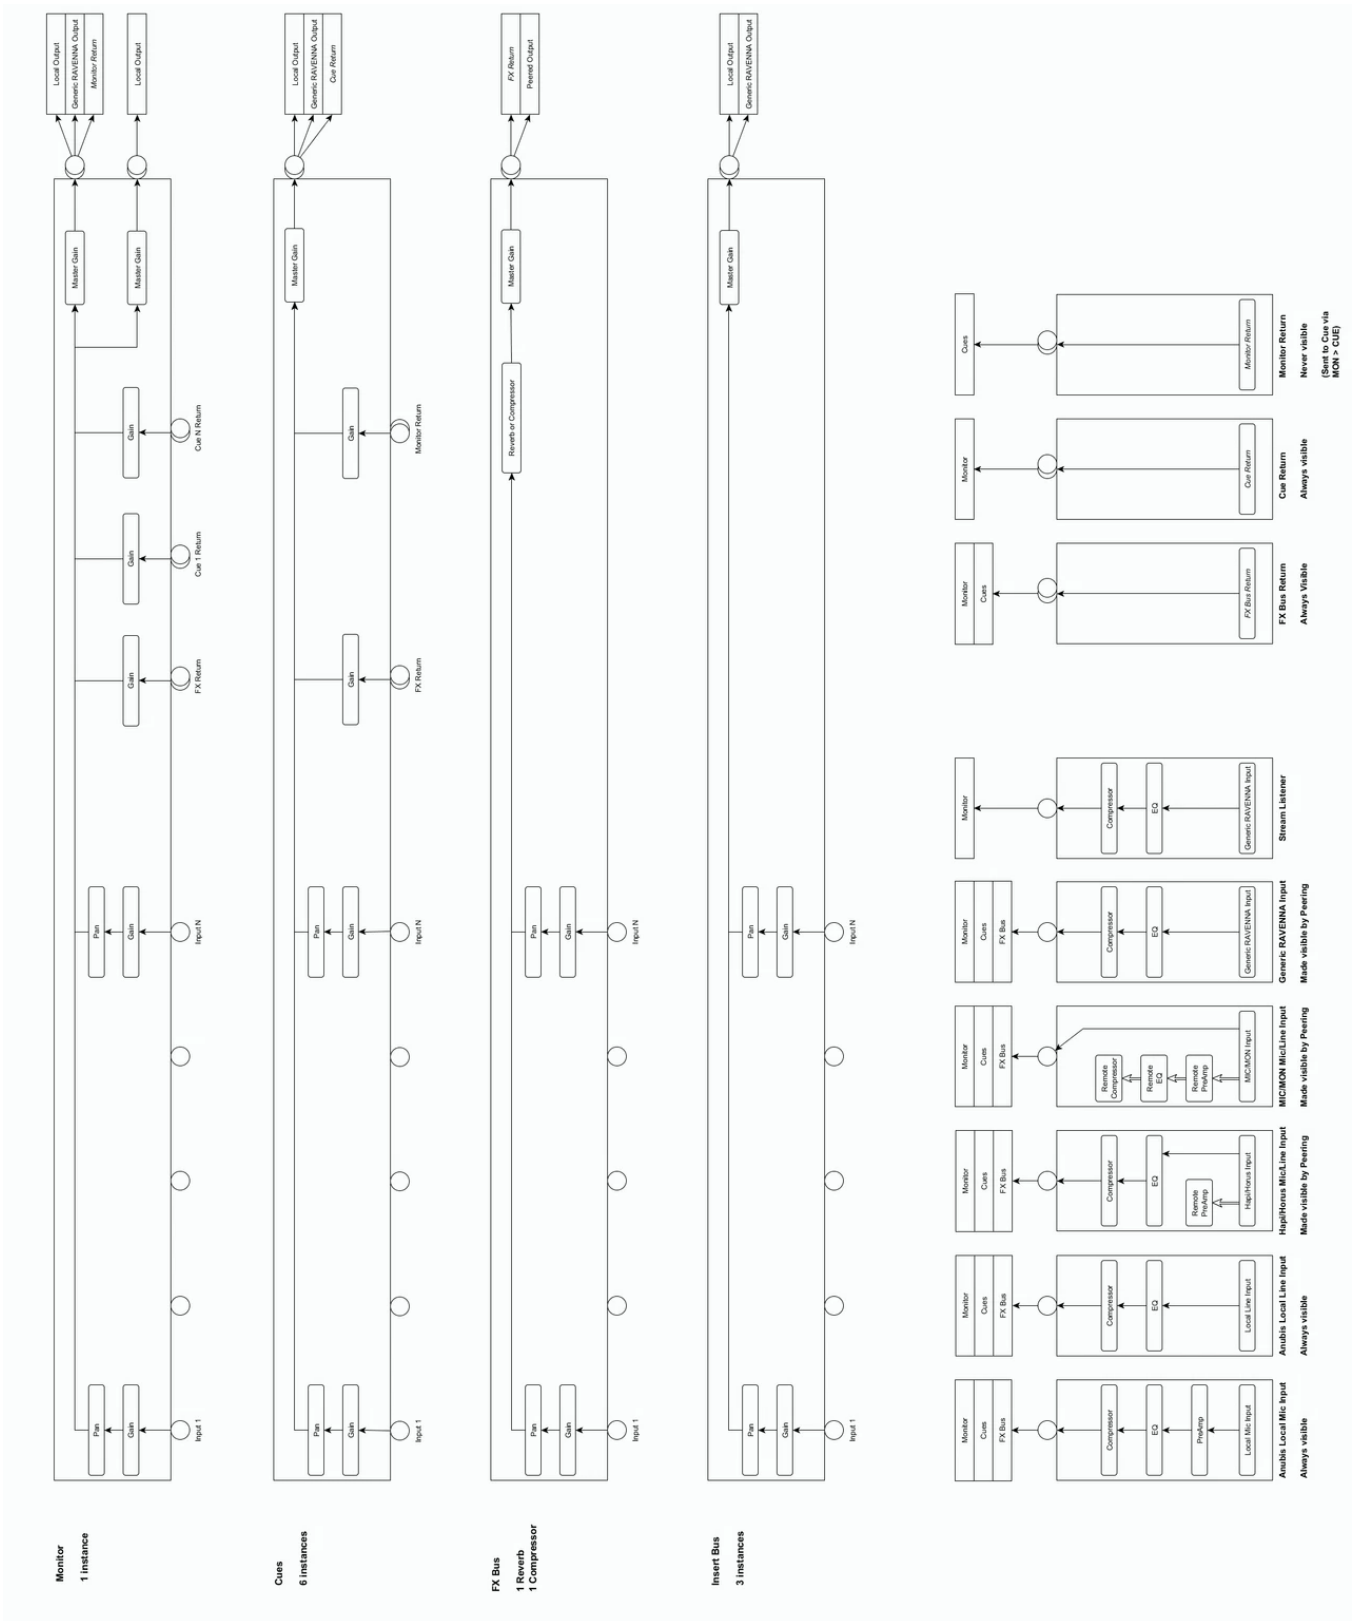 Monitor
1 instance
Pan
Gain
Input 1
Pan
Gain
Input N
Gain
FX Return
Gain
Cue 1 Return
Gain
Cue N Return
Master Gain
Master Gain
Local Output
Generic RAVENNA Output
Monitor Return
Local Output
Cues
6 instances
Pan
Gain
Input 1
Pan
Gain
Input N
Gain
FX Return
Gain
Monitor Return
Master Gain
Local Output
Generic RAVENNA Output
Cue Return
FX Bus
1 Reverb
1 Compressor
Pan
Gain
Input 1
Pan
Gain
Input N
Reverb or Compressor
Master Gain
FX Return
Peered Output
Insert Bus
3 instances
Pan
Gain
Input 1
Pan
Gain
Input N
Master Gain
Local Output
Generic RAVENNA Output
Monitor
Cues
FX Bus
Compressor
EQ
PreAmp
Local Mic Input
Anubis Local Mic Input
Always visible
Monitor
Cues
FX Bus
Compressor
EQ
Local Line Input
Anubis Local Line Input
Always visible
Monitor
Cues
FX Bus
Compressor
EQ
Remote
PreAmp
Hapi/Horus Input
Hapi/Horus Mic/Line Input
Made visible by Peering
Monitor
Cues
FX Bus
Remote
Compressor
Remote
EQ
Remote
PreAmp
MIC/MON Input
MIC/MON Mic/Line Input
Made visible by Peering
Monitor
Cues
FX Bus
Compressor
EQ
Generic RAVENNA Input
Generic RAVENNA Input
Made visible by Peering
Monitor
Compressor
EQ
Generic RAVENNA Input
Stream Listener
Monitor
Cues
FX Bus Return
FX Bus Return
Always Visible
Monitor
Cue Return
Cue Return
Always visible
Cues
Monitor Return
Monitor Return
Never visible
(Sent to Cue via
MON > CUE)